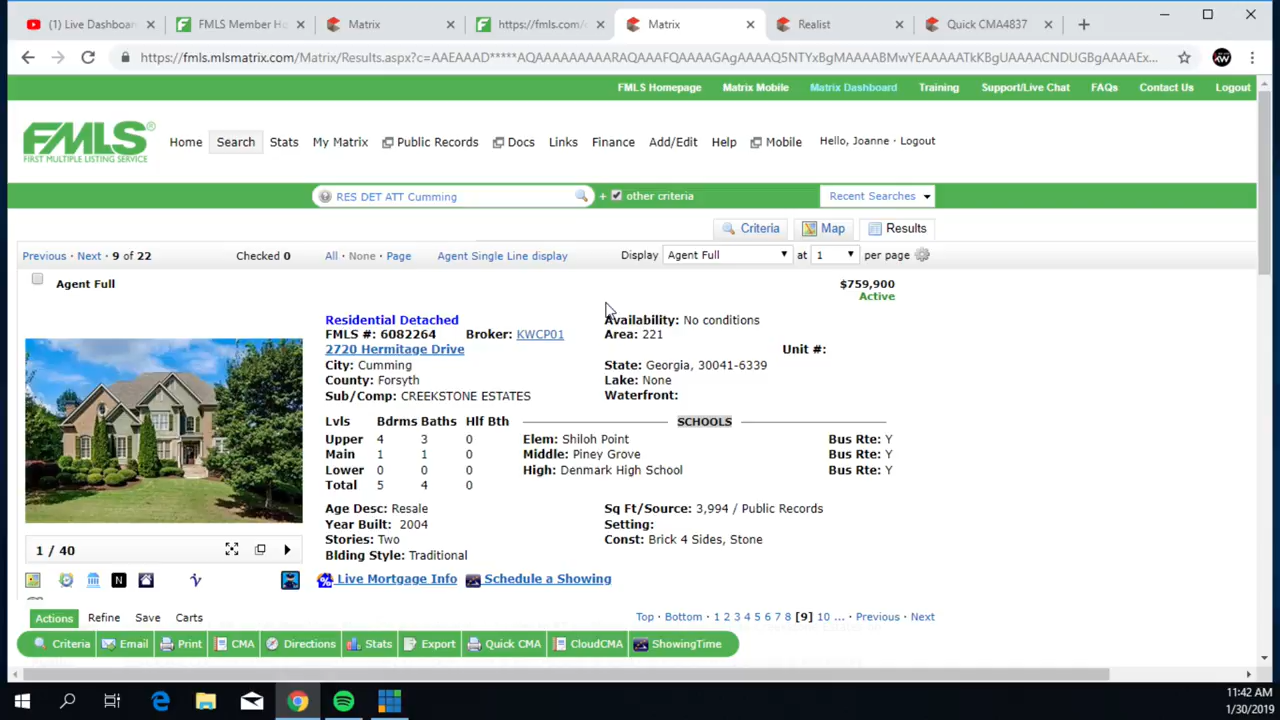 (1) Live Dashboa
FMLS Member Ho
Matrix
https://fmls.com/
Matrix
Realist
Quick CMA4837
https://fmls.mlsmatrix.com/Matrix/Results.aspx?c=AAEAAAD*****AQAAAAAAAAARAQAAAFQAAAAGAgAAAAQ5NTYxBgMAAAABMwYEAAAAATkKBgUAAAACNDUGBgAAAAE...
FMLS Homepage Matrix Mobile Matrix Dashboard Training Support/Live Chat FAQs Contact Us Logout
FMLS®
FIRST MULTIPLE LISTING SERVICE
Home Search Stats My Matrix Public Records Docs Links Finance Add/Edit Help Mobile Hello, Joanne · Logout
RES DET ATT Cumming + other criteria Recent Searches
Criteria Map Results
Previous · Next · 9 of 22 Checked 0 All · None · Page Agent Single Line display Display Agent Full at 1 per page
Agent Full $759,900
Active
Residential Detached Availability: No conditions
FMLS #: 6082264 Broker: KWCP01 Area: 221
2720 Hermitage Drive Unit #:
City: Cumming State: Georgia, 30041-6339
County: Forsyth Lake: None
Sub/Comp: CREEKSTONE ESTATES Waterfront:
Lvls Bdrms Baths Hlf Bth SCHOOLS
Upper 4 3 0 Elem: Shiloh Point Bus Rte: Y
Main 1 1 0 Middle: Piney Grove Bus Rte: Y
Lower 0 0 0 High: Denmark High School Bus Rte: Y
Total 5 4 0
Age Desc: Resale Sq Ft/Source: 3,994 / Public Records
Year Built: 2004 Setting:
Stories: Two Const: Brick 4 Sides, Stone
Blding Style: Traditional
1 / 40
N
Live Mortgage Info Schedule a Showing
Actions Refine Save Carts Top · Bottom · 1 2 3 4 5 6 7 8 [9] 10 ... · Previous · Next
Criteria Email Print CMA Directions Stats Export Quick CMA CloudCMA ShowingTime
11:42 AM
1/30/2019